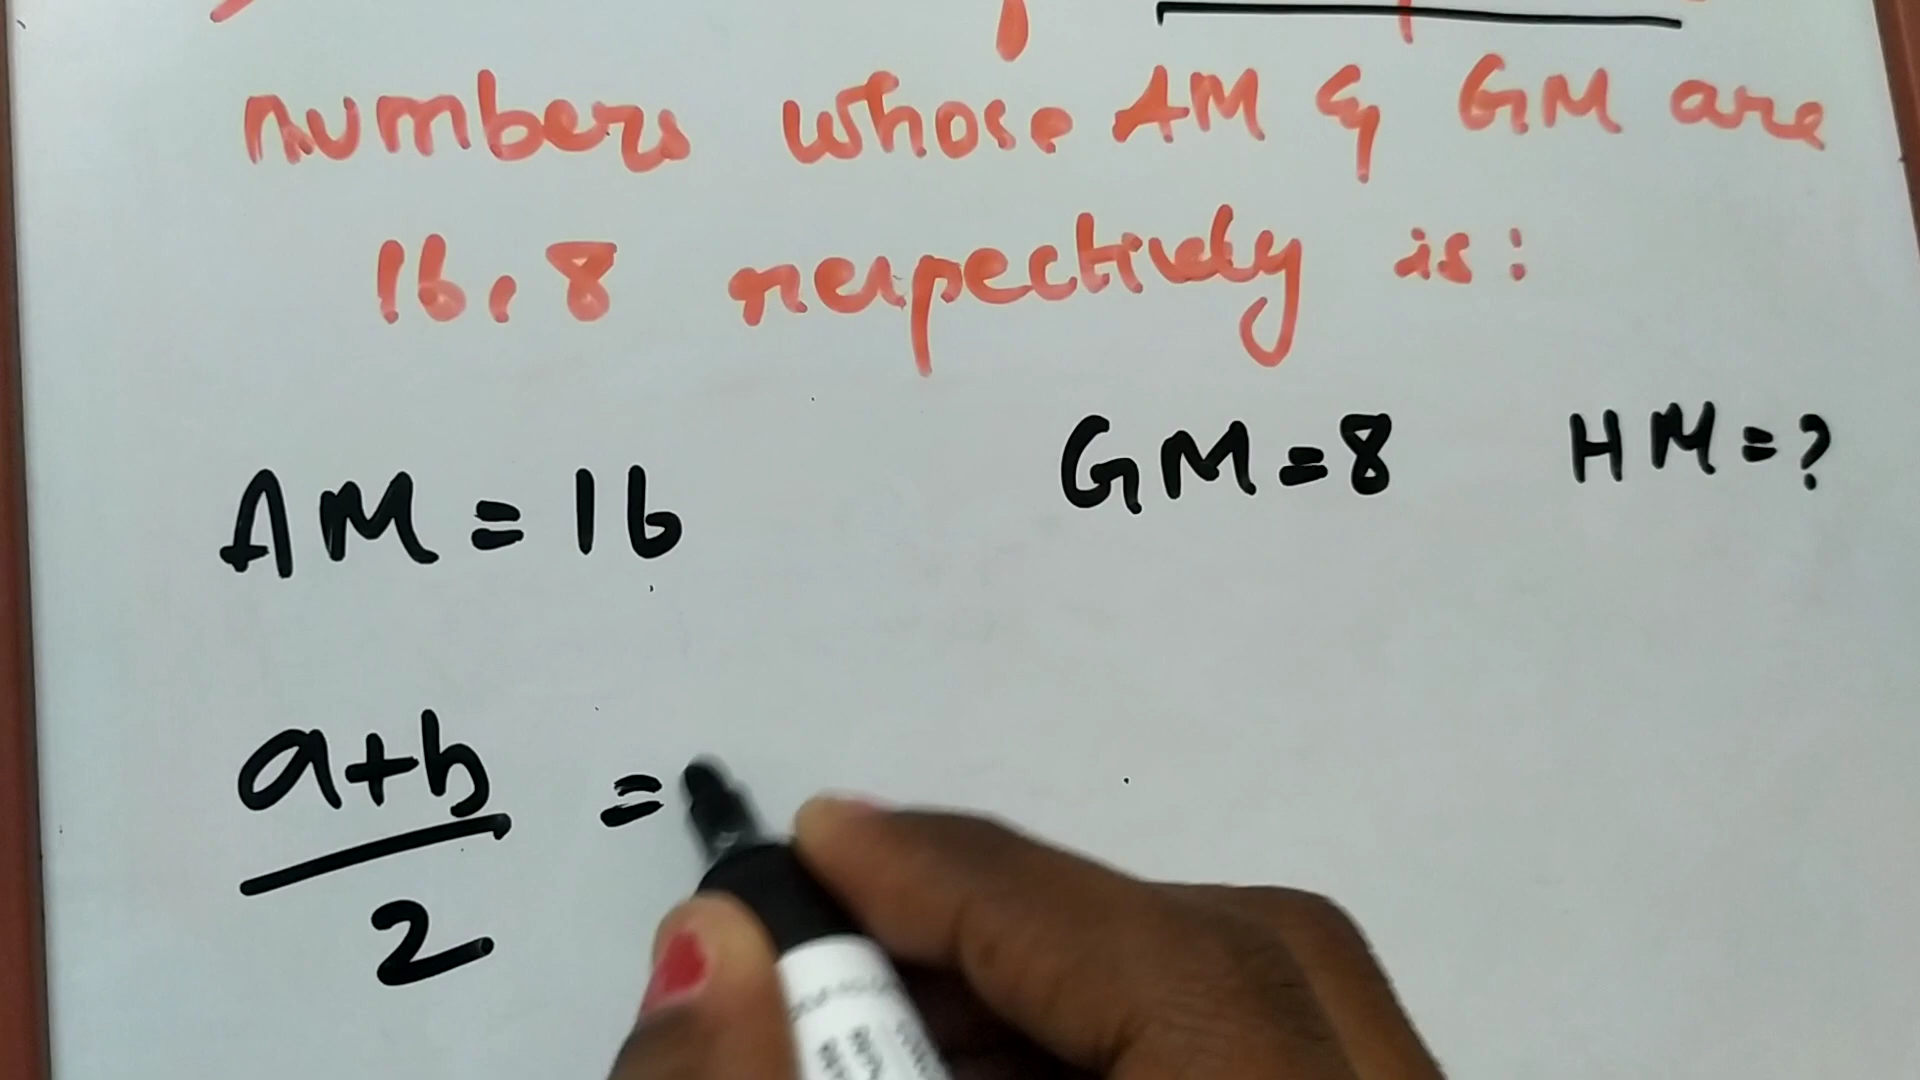 numbers whose AM & GM are
16, 8 respectively is:
AM = 16 GM = 8 HM = ?
a+b =
2